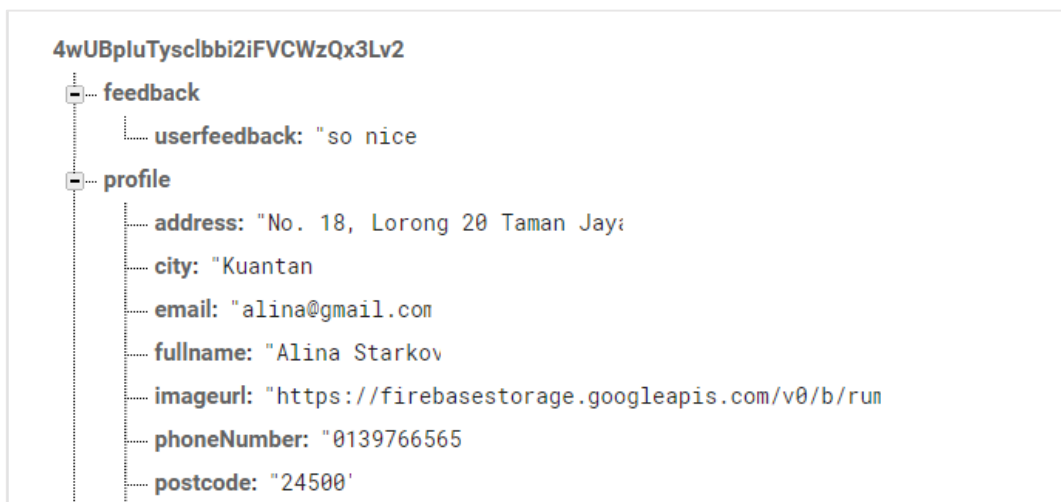 4wUBpIuTysclbbi2iFVCWzQx3Lv2
feedback
userfeedback: "so nice
profile
address: "No. 18, Lorong 20 Taman Jaya
city: "Kuantan
email: "alina@gmail.com
fullname: "Alina Starkov
imageurl: "https://firebasestorage.googleapis.com/v0/b/run
phoneNumber: "0139766565
postcode: "24500"